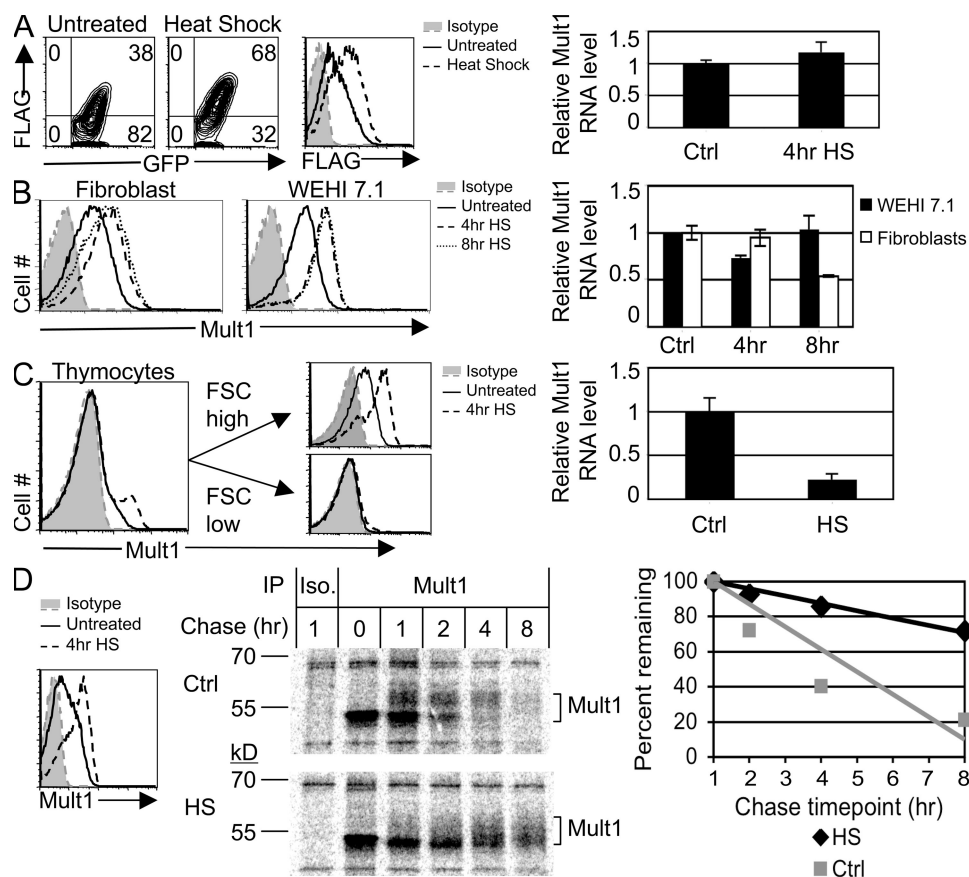 A
Untreated
Heat Shock
FLAG
0 38
0 82
0 68
0 32
GFP
Isotype
Untreated
Heat Shock
FLAG
Relative Mult1
RNA level
1.5
1
0.5
0
Ctrl 4hr HS
B
Fibroblast
WEHI 7.1
Cell #
Mult1
Isotype
Untreated
4hr HS
8hr HS
Relative Mult1
RNA level
1.5
1
0.5
0
Ctrl 4hr 8hr
WEHI 7.1
Fibroblasts
C
Thymocytes
Cell #
Mult1
FSC
high
FSC
low
Isotype
Untreated
4hr HS
Relative Mult1
RNA level
1.5
1
0.5
0
Ctrl HS
D
Isotype
Untreated
4hr HS
Mult1
IP Iso. Mult1
Chase (hr) 1 0 1 2 4 8
Ctrl
70
55
Mult1
kD
HS
70
55
Mult1
Percent remaining
100
80
60
40
20
0
1 2 3 4 5 6 7 8
Chase timepoint (hr)
HS
Ctrl